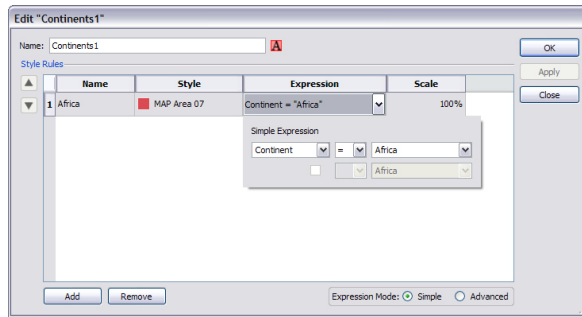 Edit "Continents1"
Name: Continents1 A OK
Style Rules
Apply
Name Style Expression Scale
Close
1 Africa MAP Area 07 Continent = "Africa" 100%
Simple Expression
Continent = Africa
Africa
Add Remove Expression Mode: Simple Advanced